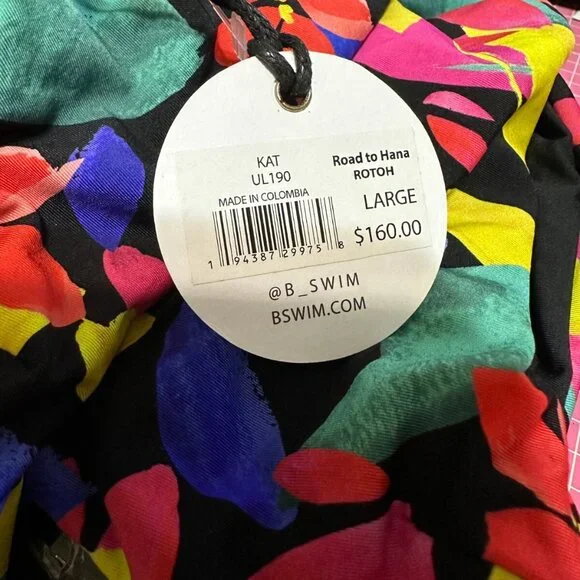 KAT
UL190
MADE IN COLOMBIA
1 94387 29975 8
Road to Hana
ROTOH
LARGE
$160.00
@B_SWIM
BSWIM.COM